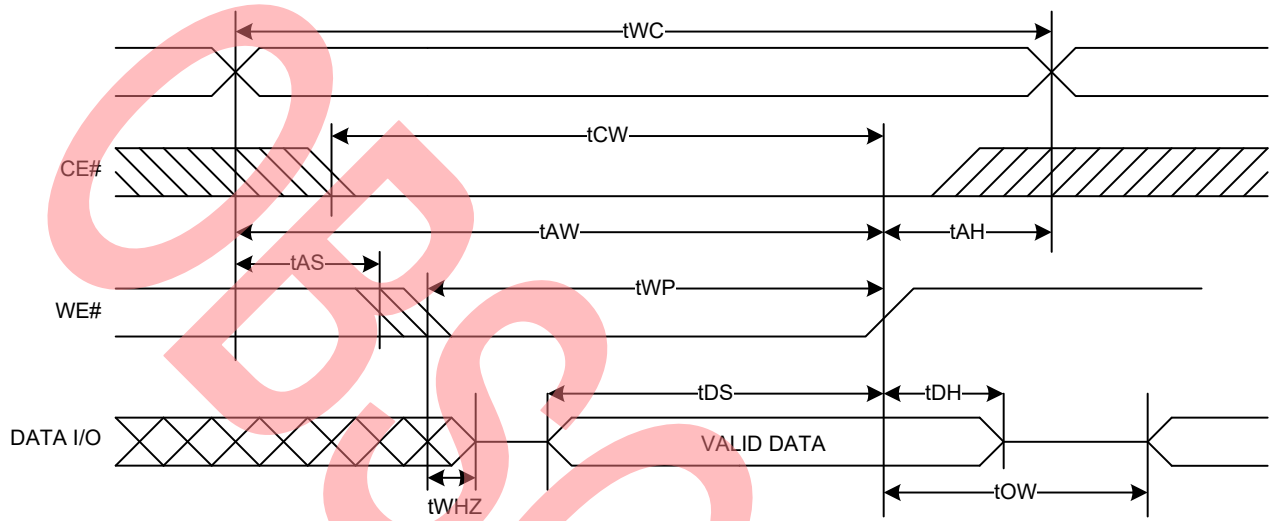 tWC
tCW
CE#
tAW
tAH
tAS
tWP
WE#
tDS
tDH
DATA I/O
VALID DATA
tWHZ
tOW